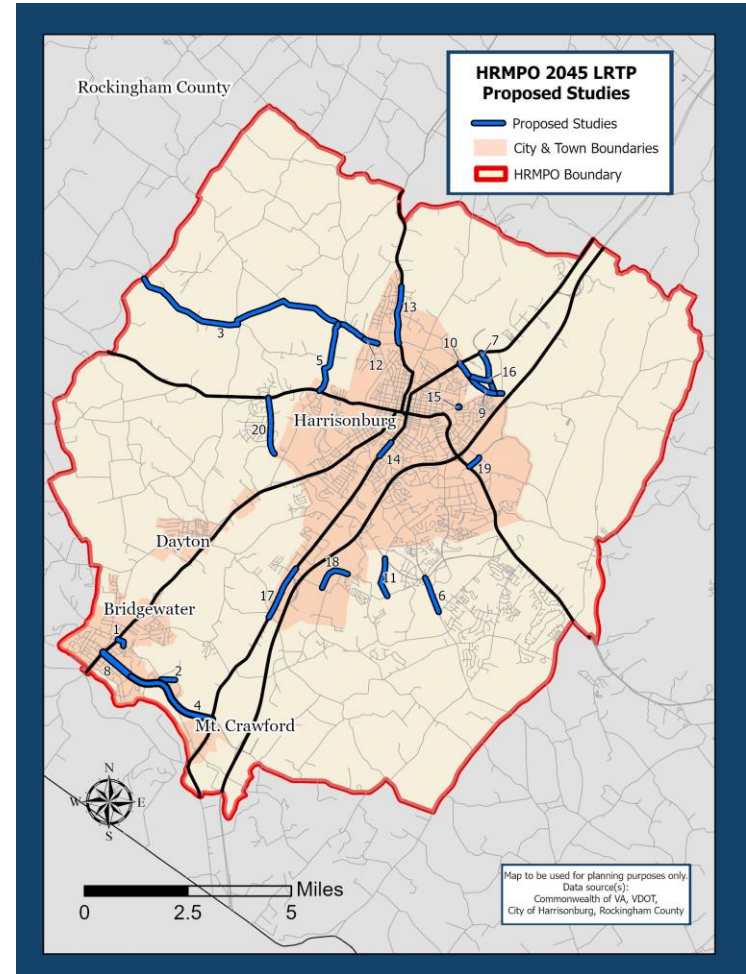 Rockingham County
HRMPO 2045 LRTP
Proposed Studies
Proposed Studies
City & Town Boundaries
HRMPO Boundary
13
3
12
10
7
5
16
15
9
Harrisonburg
20
14
19
Dayton
18
11
17
6
Bridgewater
1
8
2
4
Mt. Crawford
N
W E
S
Miles
0 2.5 5
Map to be used for planning purposes only.
Data source(s):
Commonwealth of VA, VDOT,
City of Harrisonburg, Rockingham County